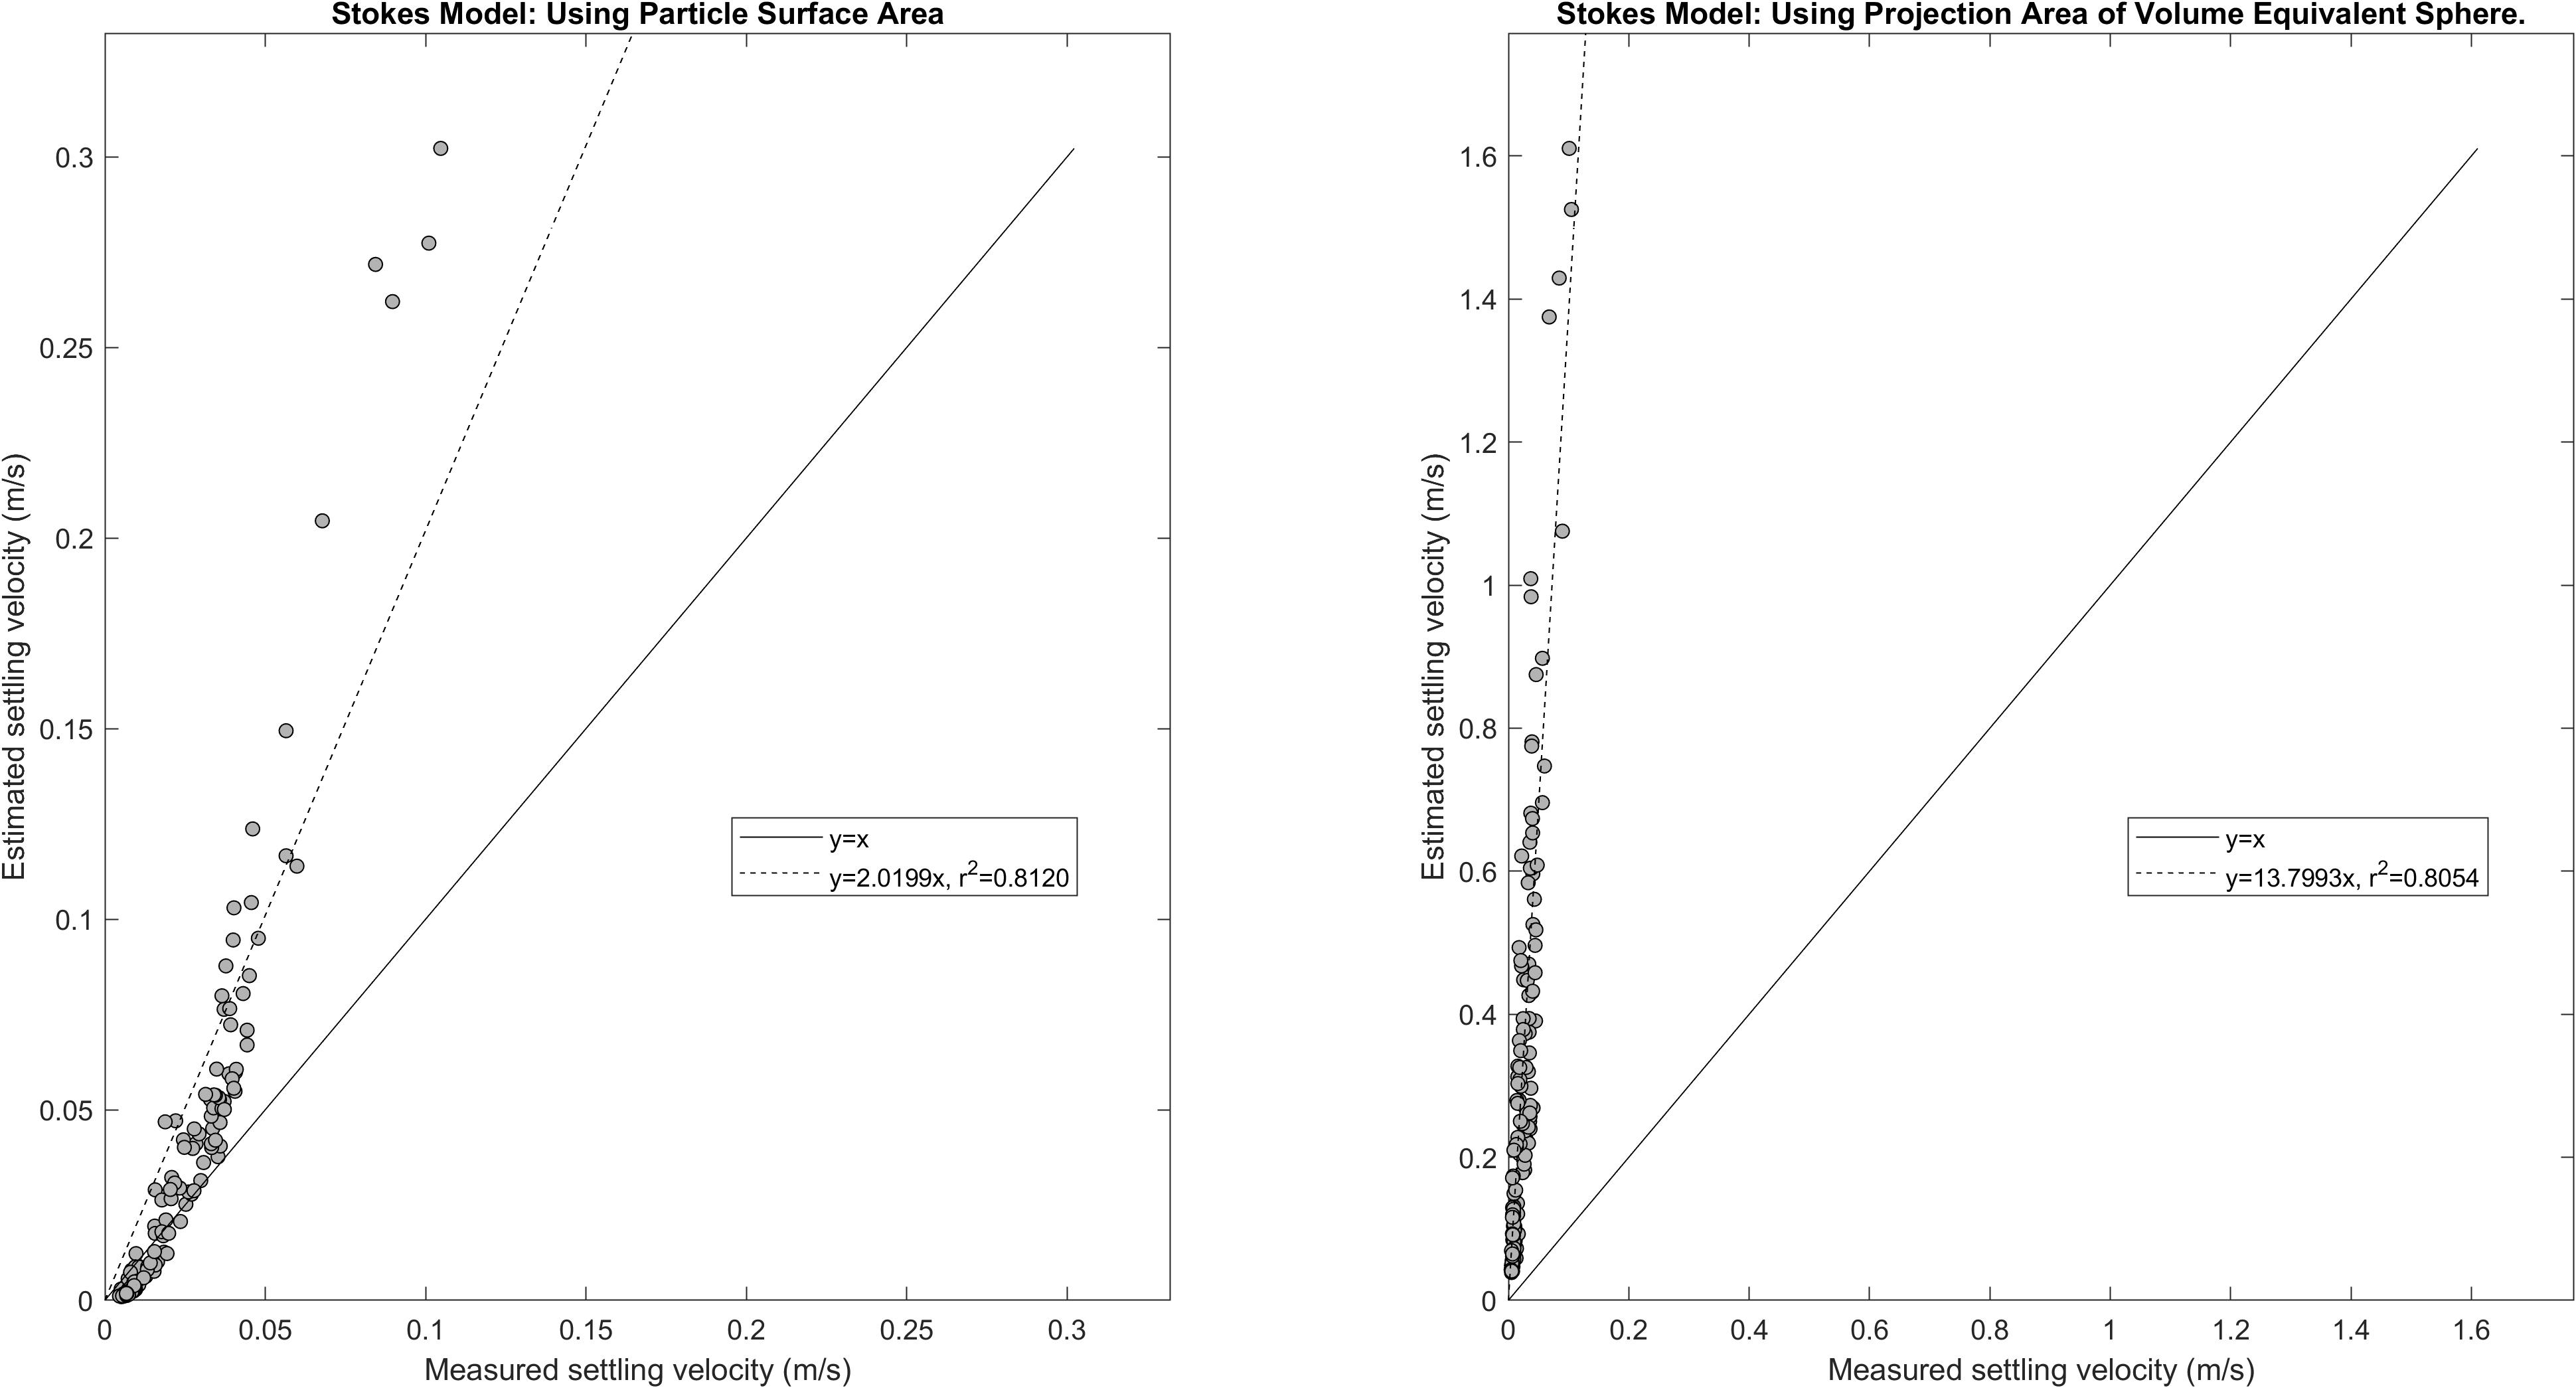 Stokes Model: Using Particle Surface Area
Estimated settling velocity (m/s)
0.3
0.25
0.2
0.15
0.1
0.05
0
0 0.05 0.1 0.15 0.2 0.25 0.3
Measured settling velocity (m/s)
y=x
y=2.0199x, r²=0.8120
Stokes Model: Using Projection Area of Volume Equivalent Sphere.
Estimated settling velocity (m/s)
1.6
1.4
1.2
1
0.8
0.6
0.4
0.2
0
0 0.2 0.4 0.6 0.8 1 1.2 1.4 1.6
Measured settling velocity (m/s)
y=x
y=13.7993x, r²=0.8054